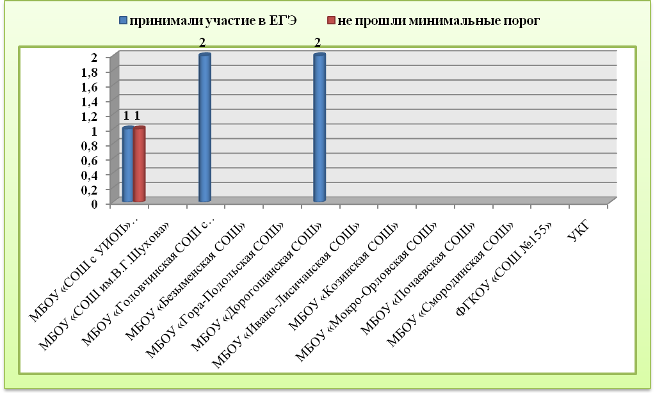 принимали участие в ЕГЭ
не прошли минимальные порог
2
2
1 1
2
1,8
1,6
1,4
1,2
1
0,8
0,6
0,4
0,2
0
МБОУ «СОШ с УИОП»...
МБОУ «СОШ им.В.Г.Шухова»
МБОУ «Головчинская СОШ с...
МБОУ «Безыменская СОШ»
МБОУ «Гора-Подольская СОШ»
МБОУ «Дорогощанская СОШ»
МБОУ «Ивано-Лисичанская СОШ»
МБОУ «Козинская СОШ»
МБОУ «Мокро-Орловская СОШ»
МБОУ «Почаевская СОШ»
МБОУ «Смородинская СОШ»
ФГКОУ «СОШ №155»
УКГ